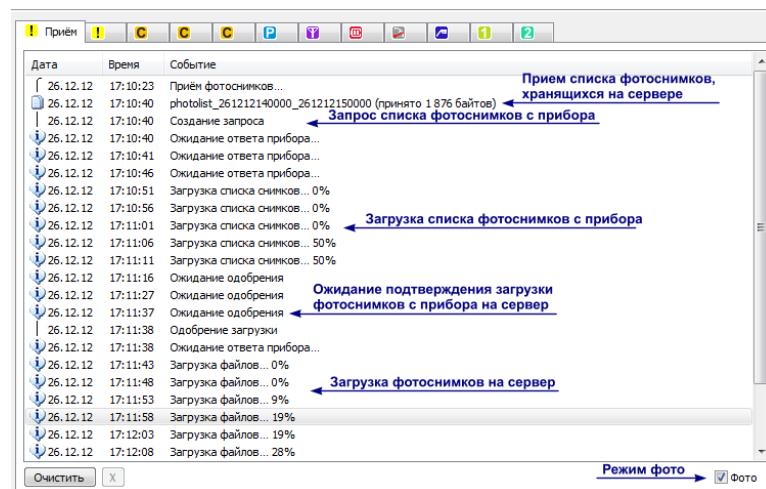 ! Приём ! C C C P 1 2
Дата Время Событие
26.12.12 17:10:23 Приём фотоснимков...
Прием списка фотоснимков,
хранящихся на сервере
26.12.12 17:10:40 photolist_261212140000_261212150000 (принято 1 876 байтов)
26.12.12 17:10:40 Создание запроса Запрос списка фотоснимков с прибора
26.12.12 17:10:40 Ожидание ответа прибора...
26.12.12 17:10:41 Ожидание ответа прибора...
26.12.12 17:10:46 Ожидание ответа прибора...
26.12.12 17:10:51 Загрузка списка снимков... 0%
26.12.12 17:10:56 Загрузка списка снимков... 0%
26.12.12 17:11:01 Загрузка списка снимков... 0% Загрузка списка фотоснимков с прибора
26.12.12 17:11:06 Загрузка списка снимков... 50%
26.12.12 17:11:11 Загрузка списка снимков... 50%
26.12.12 17:11:16 Ожидание одобрения
Ожидание подтверждения загрузки
фотоснимков с прибора на сервер
26.12.12 17:11:27 Ожидание одобрения
26.12.12 17:11:37 Ожидание одобрения
26.12.12 17:11:38 Одобрение загрузки
26.12.12 17:11:38 Ожидание ответа прибора...
26.12.12 17:11:43 Загрузка файлов... 0%
26.12.12 17:11:48 Загрузка файлов... 0% Загрузка фотоснимков на сервер
26.12.12 17:11:53 Загрузка файлов... 9%
26.12.12 17:11:58 Загрузка файлов... 19%
26.12.12 17:12:03 Загрузка файлов... 19%
26.12.12 17:12:08 Загрузка файлов... 28%
Очистить X Режим фото Фото